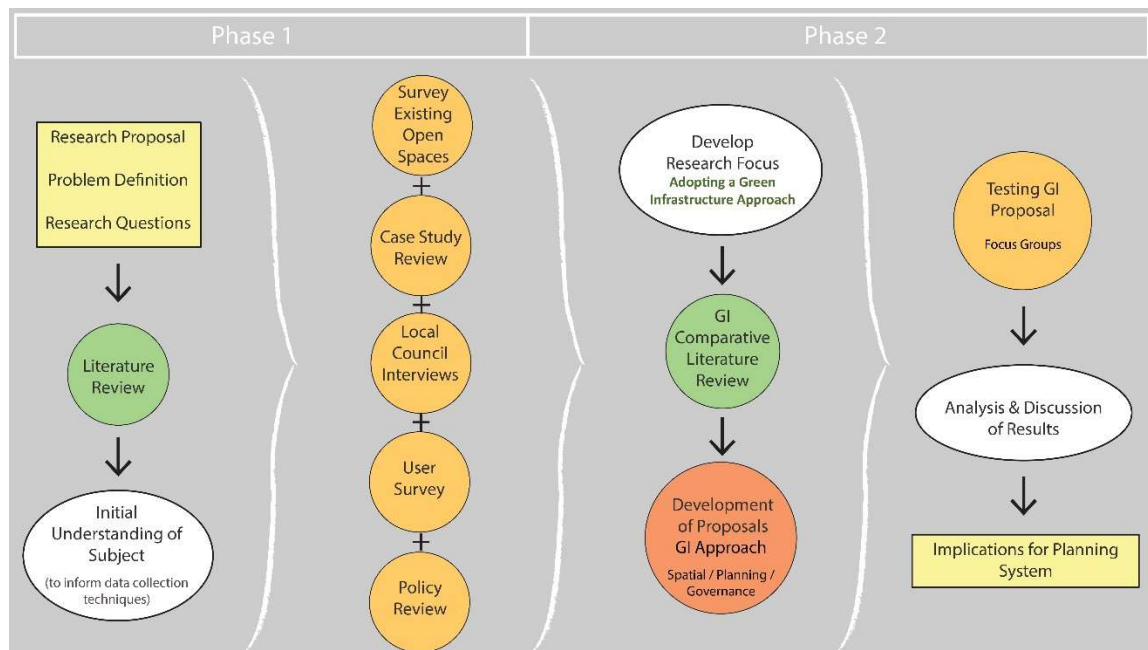 Phase 1
Phase 2
Research Proposal
Problem Definition
Research Questions
Literature
Review
Initial
Understanding of
Subject
(to inform data collection
techniques)
Survey
Existing
Open
Spaces
+
Case Study
Review
+
Local
Council
Interviews
+
User
Survey
+
Policy
Review
Develop
Research Focus
Adopting a Green
Infrastructure Approach
GI
Comparative
Literature
Review
Development
of Proposals
GI Approach
Spatial / Planning /
Governance
Testing GI
Proposal
Focus Groups
Analysis & Discussion
of Results
Implications for Planning
System